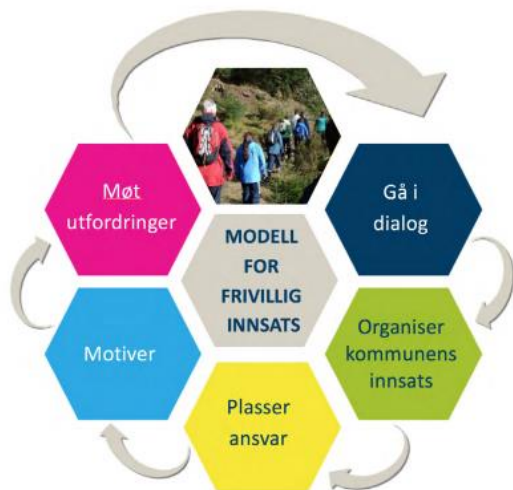 MODELL
FOR
FRIVILLIG
INNSATS
Gå i
dialog
Organiser
kommunens
innsats
Plasser
ansvar
Motiver
Møt
utfordringer